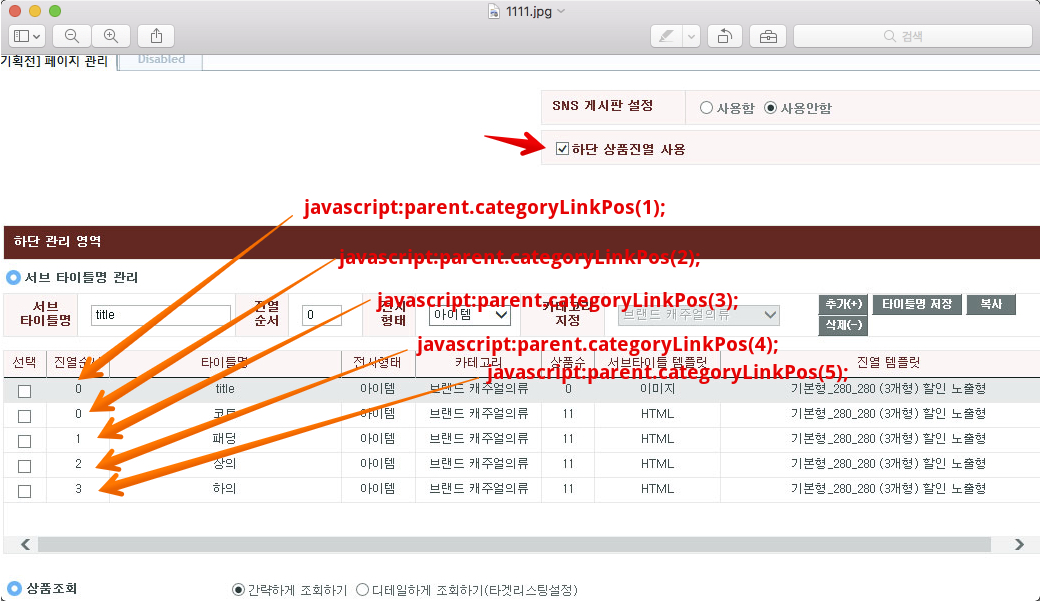 1111.jpg
검색
기획전] 페이지 관리
Disabled
SNS 게시판 설정
사용함 사용안함
하단 상품진열 사용
javascript:parent.categoryLinkPos(1);
하단 관리 영역
javascript:parent.categoryLinkPos(2);
서브 타이틀명 관리
javascript:parent.categoryLinkPos(3);
서브 타이틀명
title
진열 순서
0
전시 형태
아이템
카테고리 지정
브랜드 캐주얼의류
추가(+) 타이틀명 저장 복사
삭제(-)
javascript:parent.categoryLinkPos(4);
선택 진열순서 타이틀명 전시형태 카테고리 상품수 서브타이틀 템플릿 진열 템플릿
javascript:parent.categoryLinkPos(5);
0 title 아이템 브랜드 캐주얼의류 0 이미지 기본형_280_280 (3개형) 할인 노출형
0 코트 아이템 브랜드 캐주얼의류 11 HTML 기본형_280_280 (3개형) 할인 노출형
1 패딩 아이템 브랜드 캐주얼의류 11 HTML 기본형_280_280 (3개형) 할인 노출형
2 상의 아이템 브랜드 캐주얼의류 11 HTML 기본형_280_280 (3개형) 할인 노출형
3 하의 아이템 브랜드 캐주얼의류 11 HTML 기본형_280_280 (3개형) 할인 노출형
상품조회
간략하게 조회하기 디테일하게 조회하기(타겟리스팅설정)